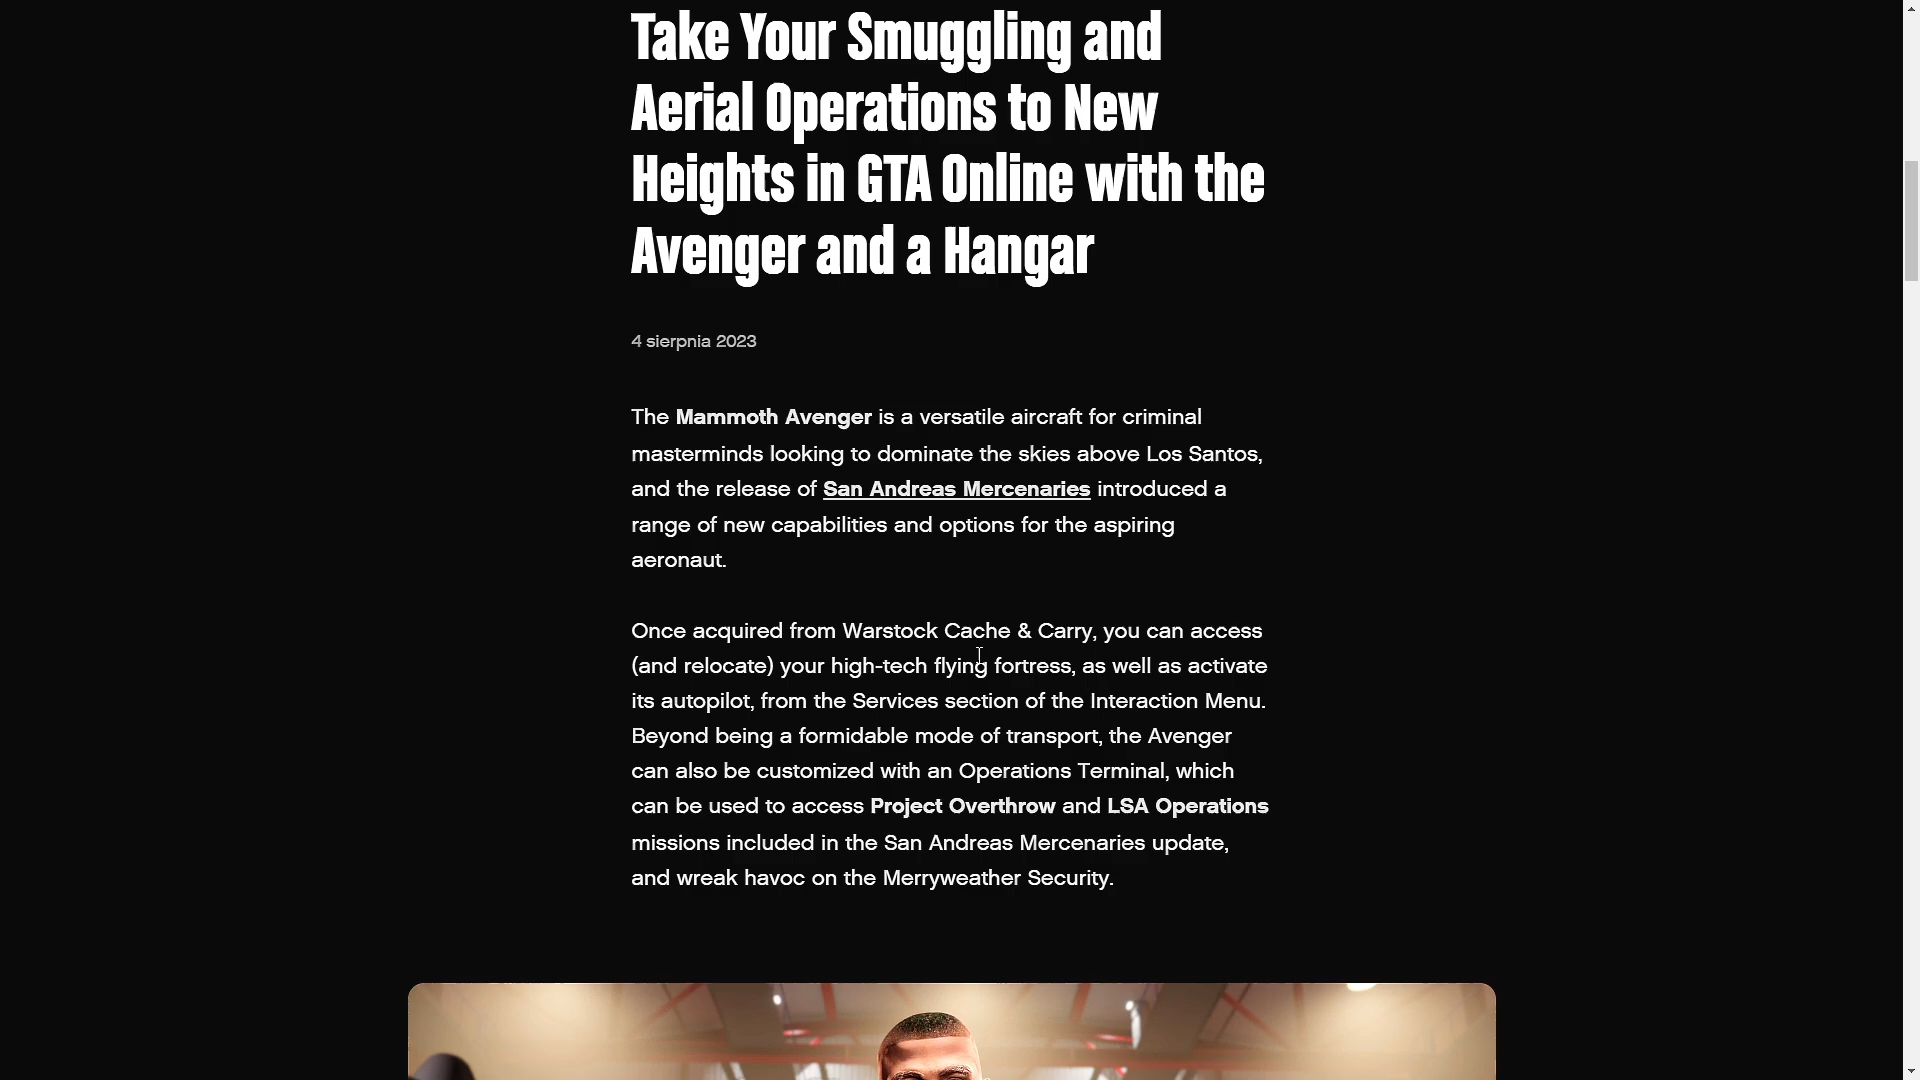 Take Your Smuggling and
Aerial Operations to New
Heights in GTA Online with the
Avenger and a Hangar
4 sierpnia 2023
The Mammoth Avenger is a versatile aircraft for criminal
masterminds looking to dominate the skies above Los Santos,
and the release of San Andreas Mercenaries introduced a
range of new capabilities and options for the aspiring
aeronaut.
Once acquired from Warstock Cache & Carry, you can access
(and relocate) your high-tech flying fortress, as well as activate
its autopilot, from the Services section of the Interaction Menu.
Beyond being a formidable mode of transport, the Avenger
can also be customized with an Operations Terminal, which
can be used to access Project Overthrow and LSA Operations
missions included in the San Andreas Mercenaries update,
and wreak havoc on the Merryweather Security.